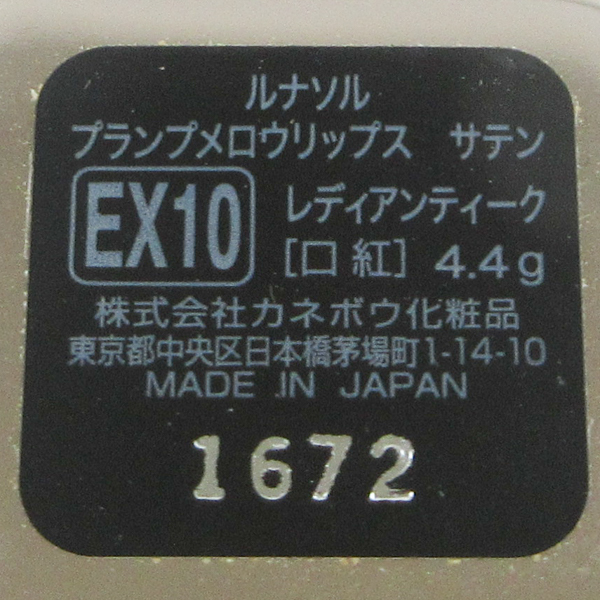 ルナソル
プランプメロウリップス サテン
EX10 レディアンティーク
[口紅] 4.4g
株式会社カネボウ化粧品
東京都中央区日本橋茅場町1-14-10
MADE IN JAPAN
1672